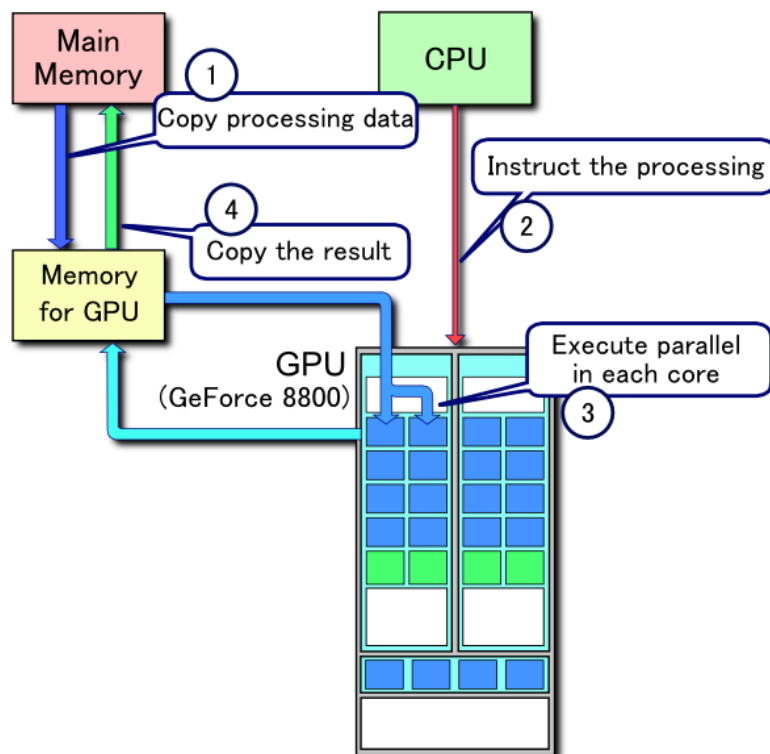 Main
Memory
CPU
1
Copy processing data
Instruct the processing
2
4
Copy the result
Memory
for GPU
GPU
(GeForce 8800)
Execute parallel
in each core
3